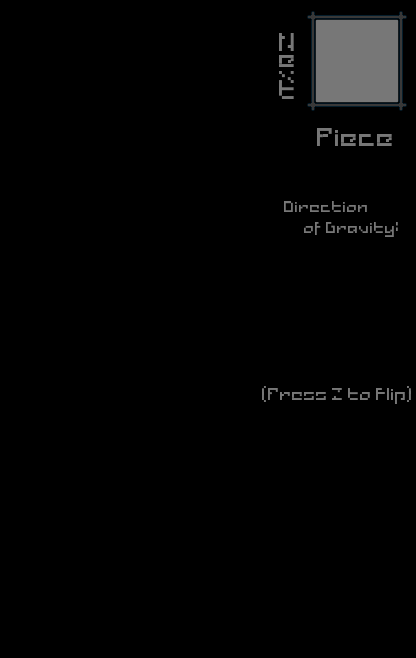 Next
Piece
Direction
of Gravity:
(Press Z to Flip)